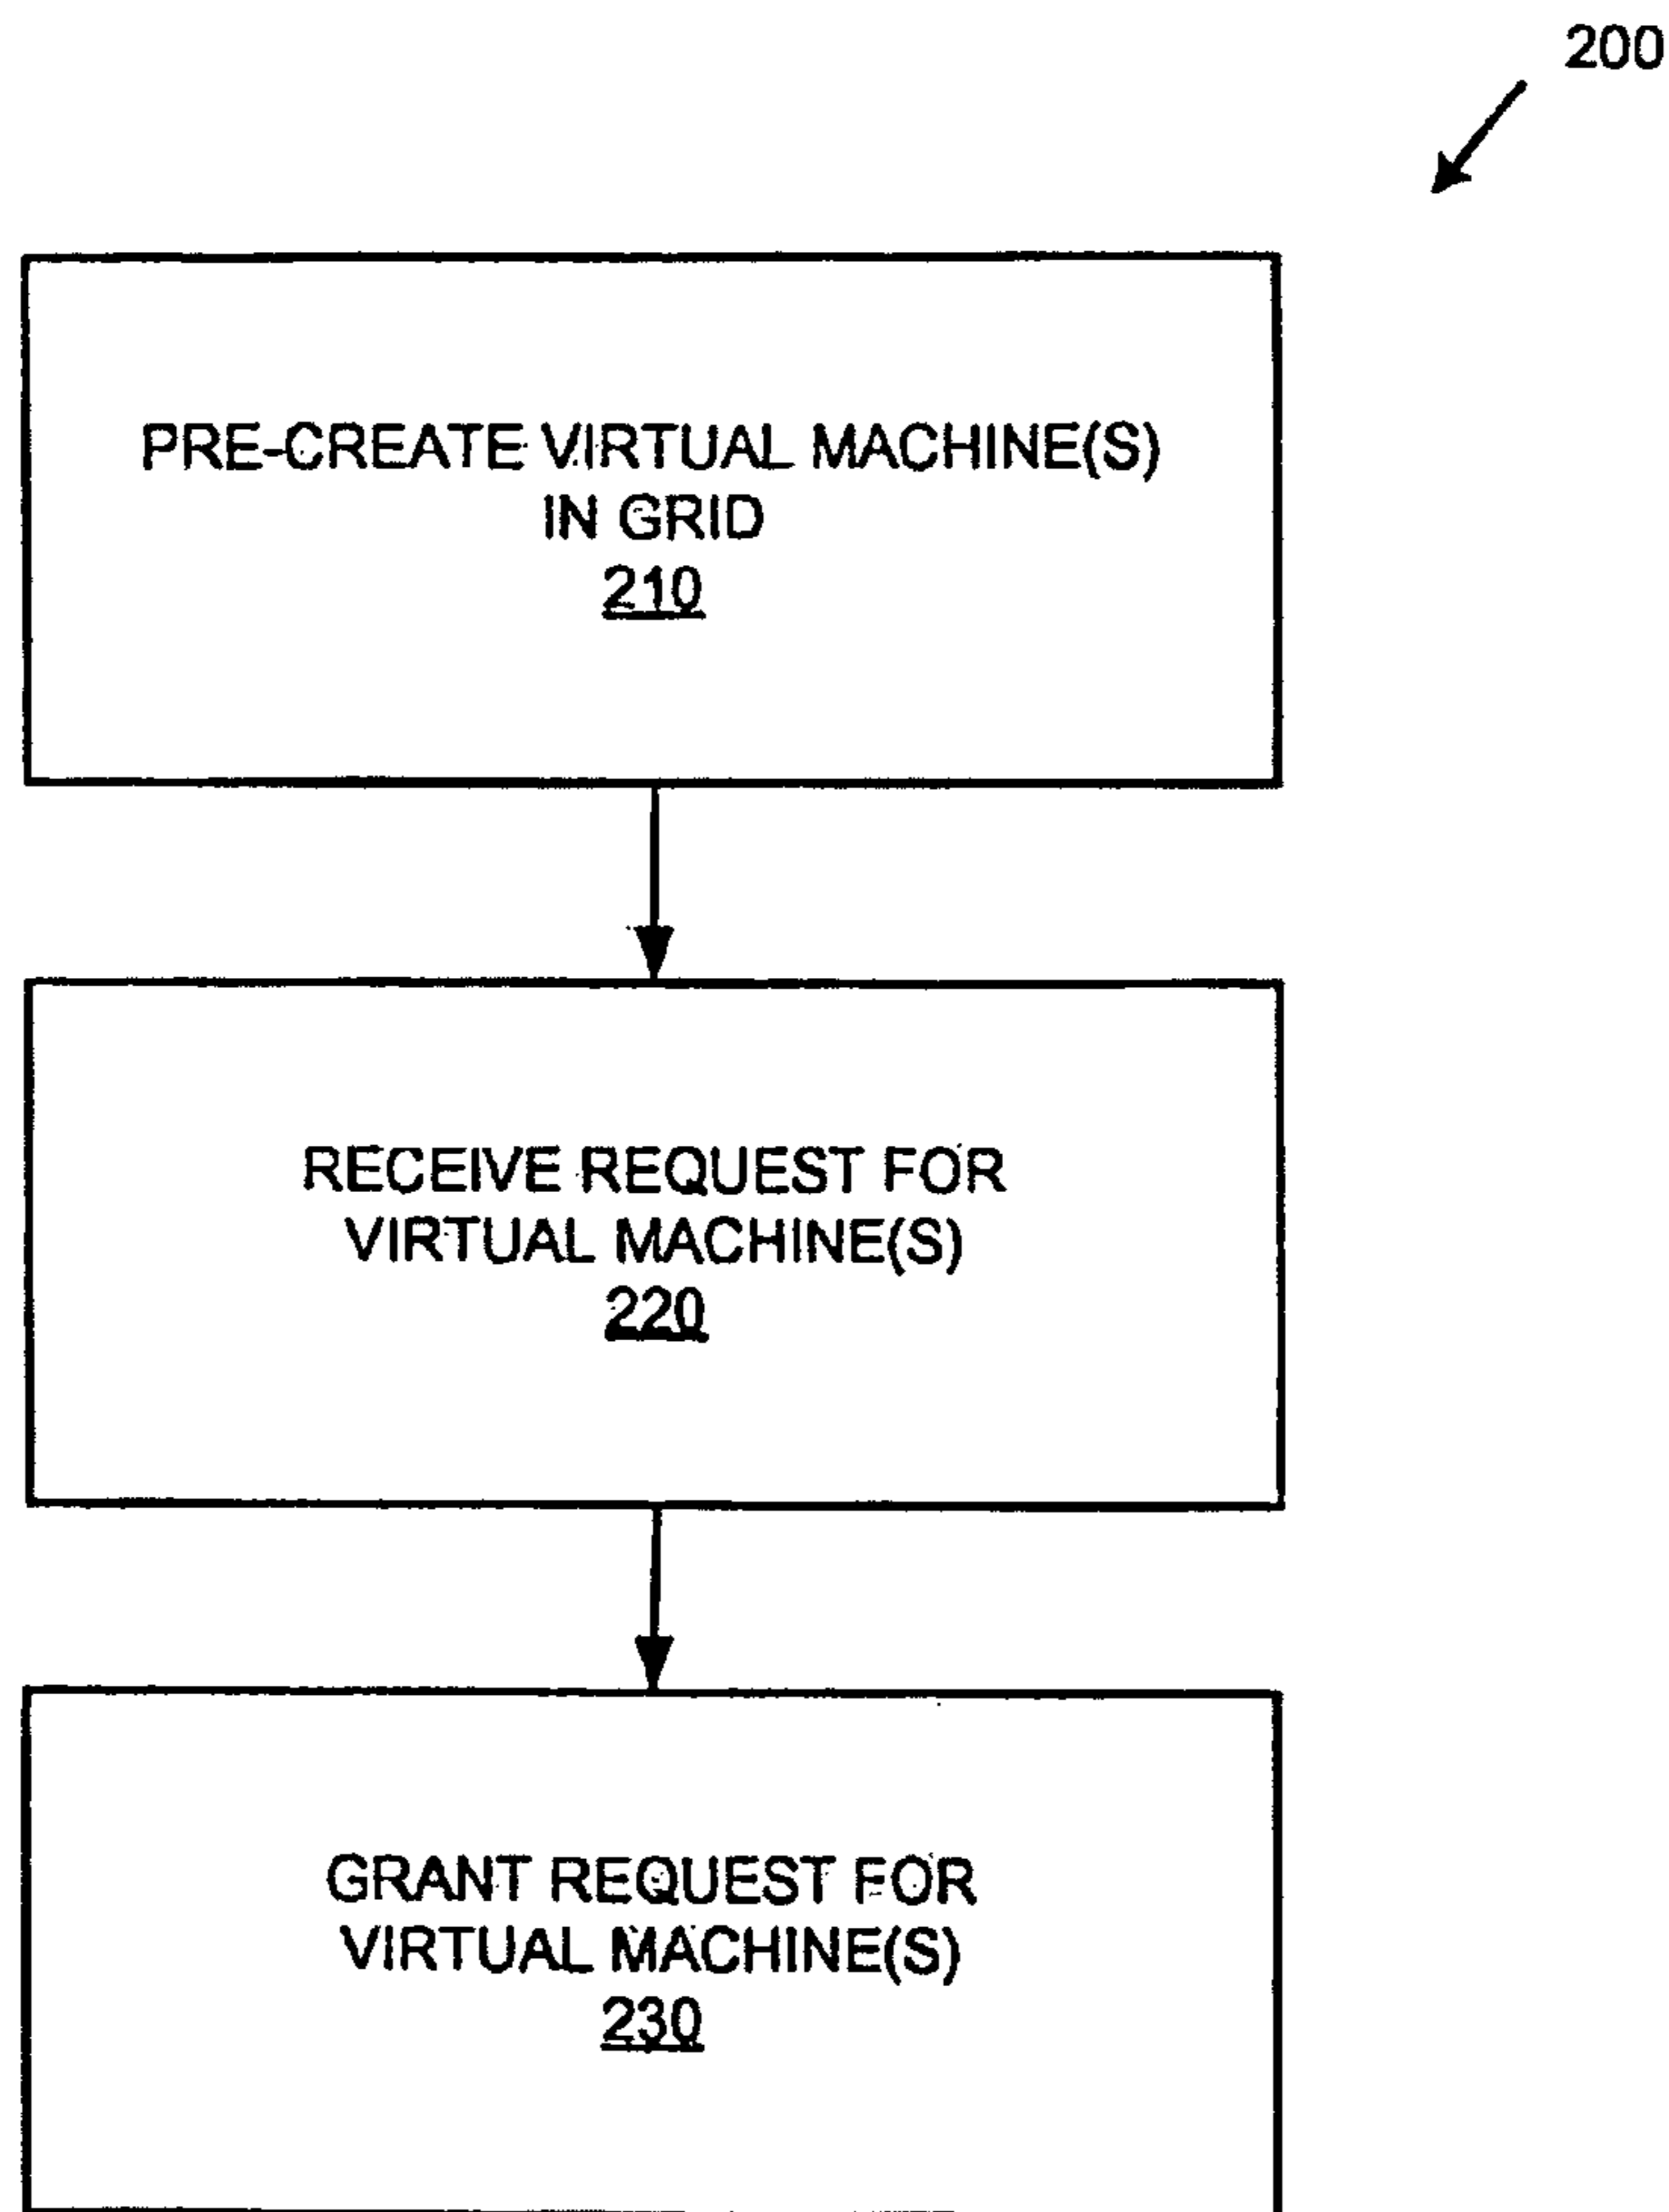 200
PRE-CREATE VIRTUAL MACHINE(S)
IN GRID
210
RECEIVE REQUEST FOR
VIRTUAL MACHINE(S)
220
GRANT REQUEST FOR
VIRTUAL MACHINE(S)
230